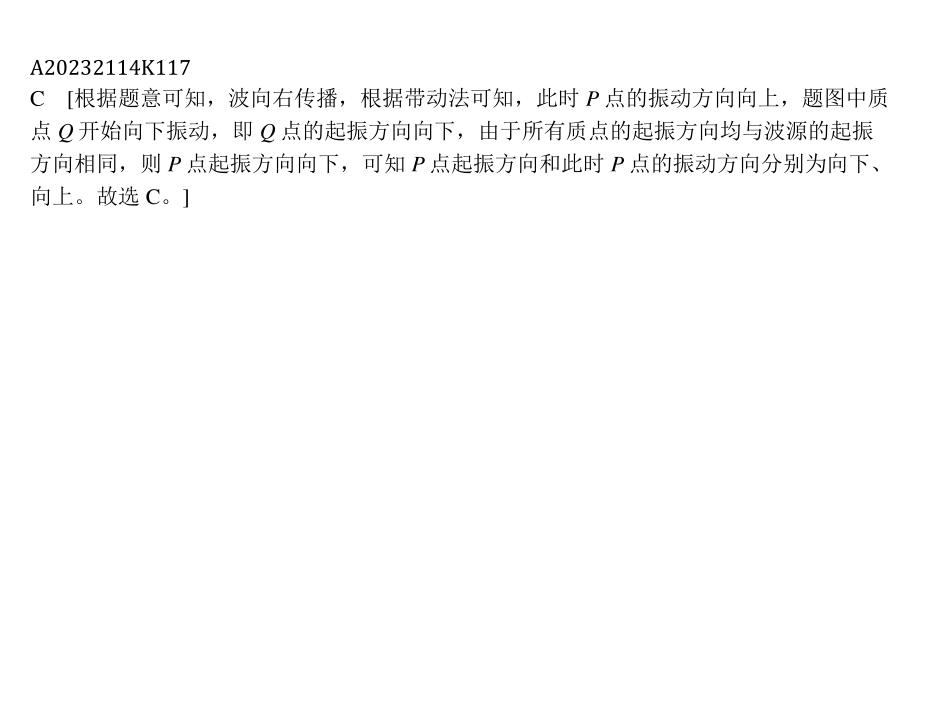 A20232114K117
C　[根据题意可知，波向右传播，根据带动法可知，此时 P 点的振动方向向上，题图中质
点 Q 开始向下振动，即 Q 点的起振方向向下，由于所有质点的起振方向均与波源的起振
方向相同，则 P 点起振方向向下，可知 P 点起振方向和此时 P 点的振动方向分别为向下、
向上。故选 C。]